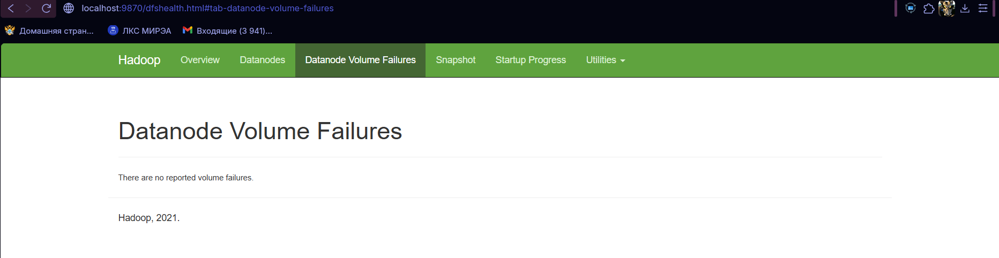 localhost:9870/dfshealth.html#tab-datanode-volume-failures
Домашняя стран... ЛКС МИРЭА Входящие (3 941)...
Hadoop Overview Datanodes Datanode Volume Failures Snapshot Startup Progress Utilities
Datanode Volume Failures
There are no reported volume failures.
Hadoop, 2021.